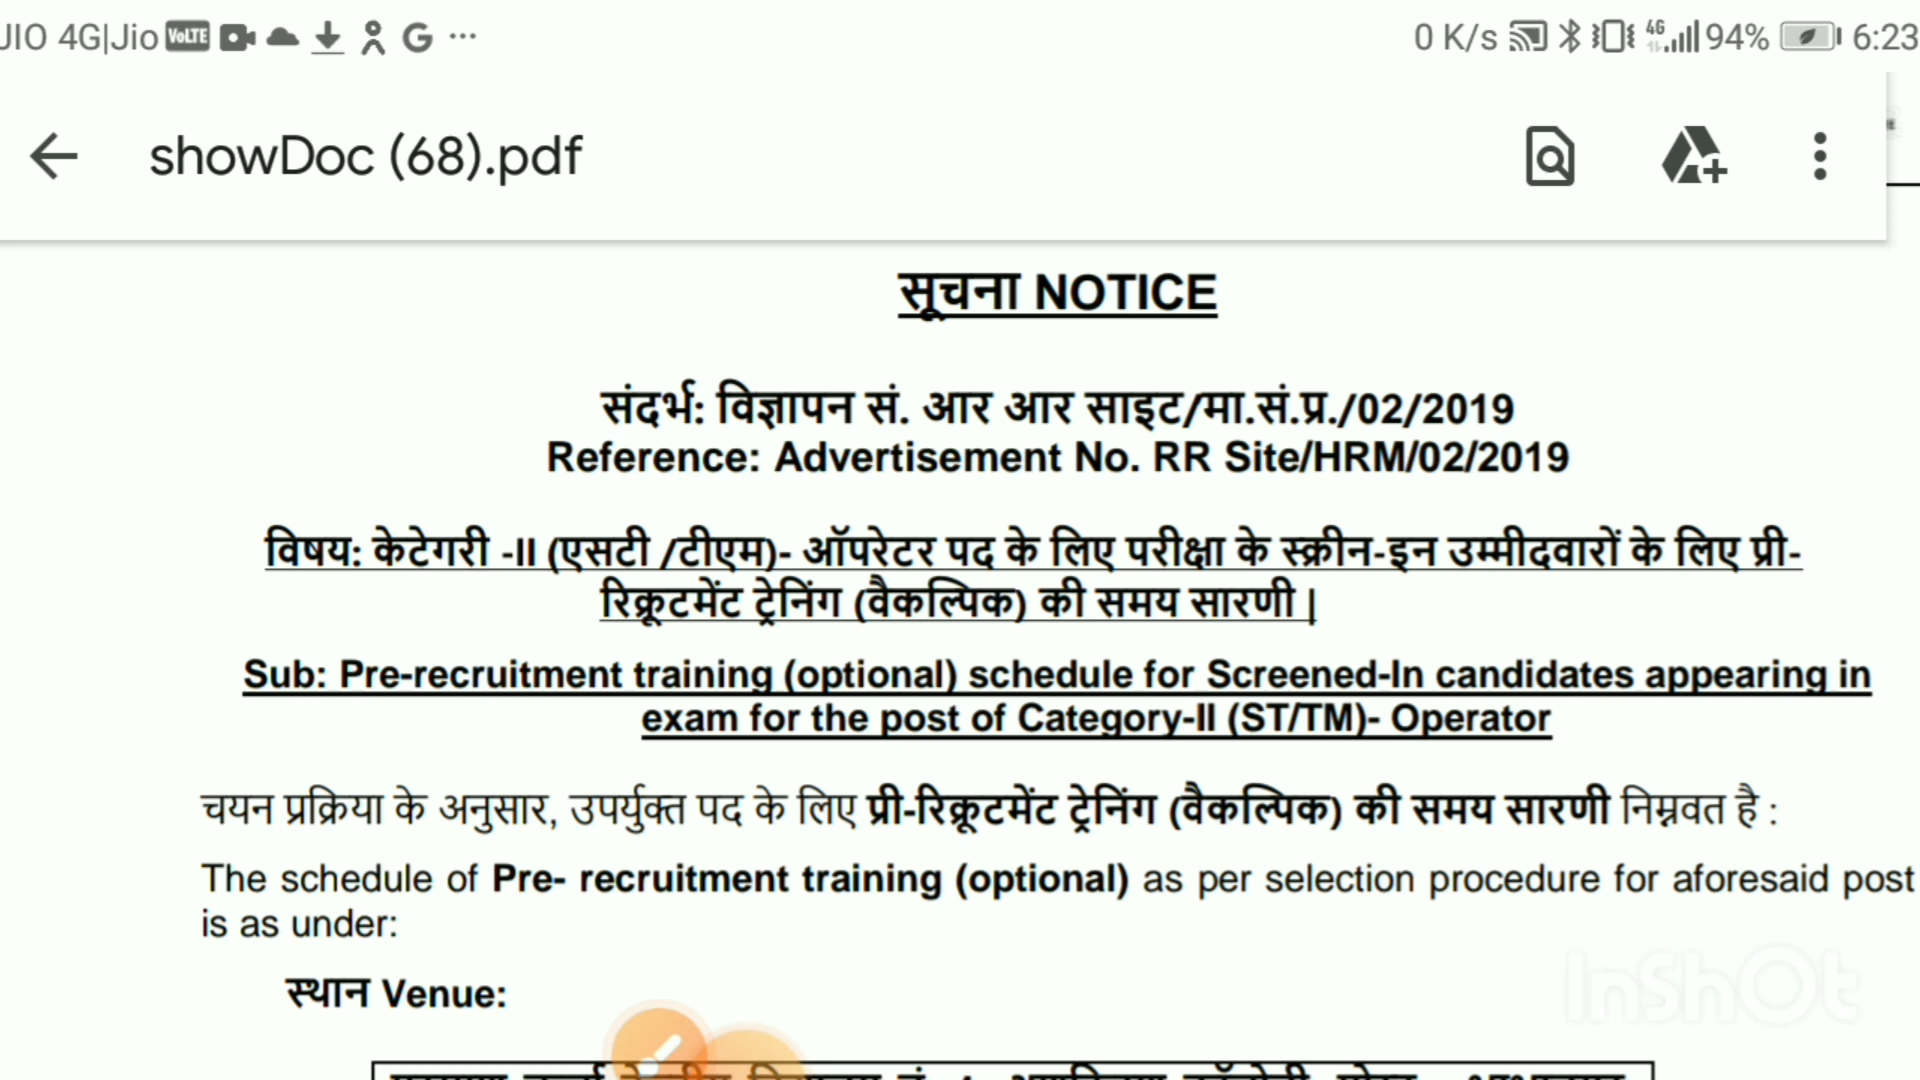 JIO 4G|Jio VoLTE G ... 0 K/s 4G 94% 6:23
showDoc (68).pdf
सूचना NOTICE
संदर्भ: विज्ञापन सं. आर आर साइट/मा.सं.प्र./02/2019
Reference: Advertisement No. RR Site/HRM/02/2019
विषय: केटेगरी -II (एसटी /टीएम)- ऑपरेटर पद के लिए परीक्षा के स्क्रीन-इन उम्मीदवारों के लिए प्री-
रिक्रूटमेंट ट्रेनिंग (वैकल्पिक) की समय सारणी |
Sub: Pre-recruitment training (optional) schedule for Screened-In candidates appearing in
exam for the post of Category-II (ST/TM)- Operator
चयन प्रक्रिया के अनुसार, उपर्युक्त पद के लिए प्री-रिक्रूटमेंट ट्रेनिंग (वैकल्पिक) की समय सारणी निम्नवत है :
The schedule of Pre- recruitment training (optional) as per selection procedure for aforesaid post
is as under:
स्थान Venue:
InShOt